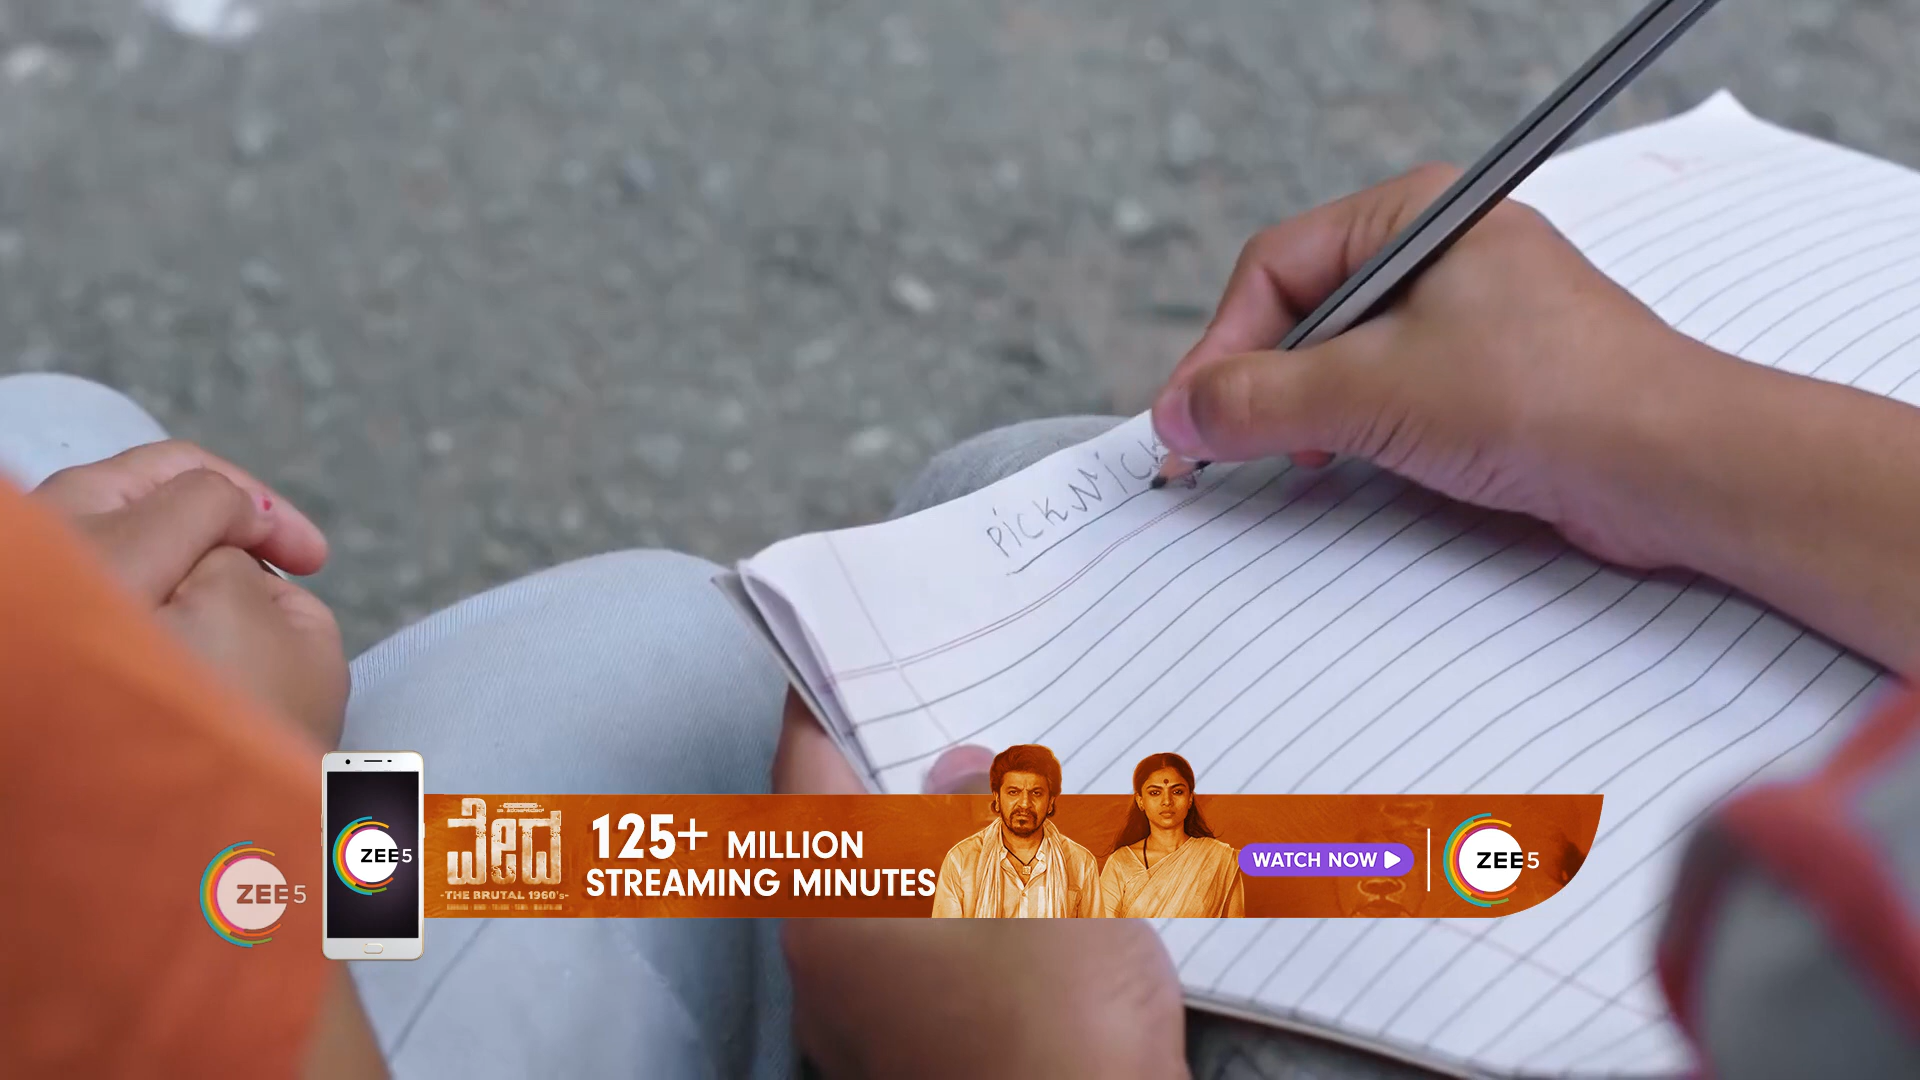 PiCKNiCK
ವೇದ
-THE BRUTAL 1960's-
125+ MILLION
STREAMING MINUTES
WATCH NOW
ZEE5
ZEE5
ZEE5